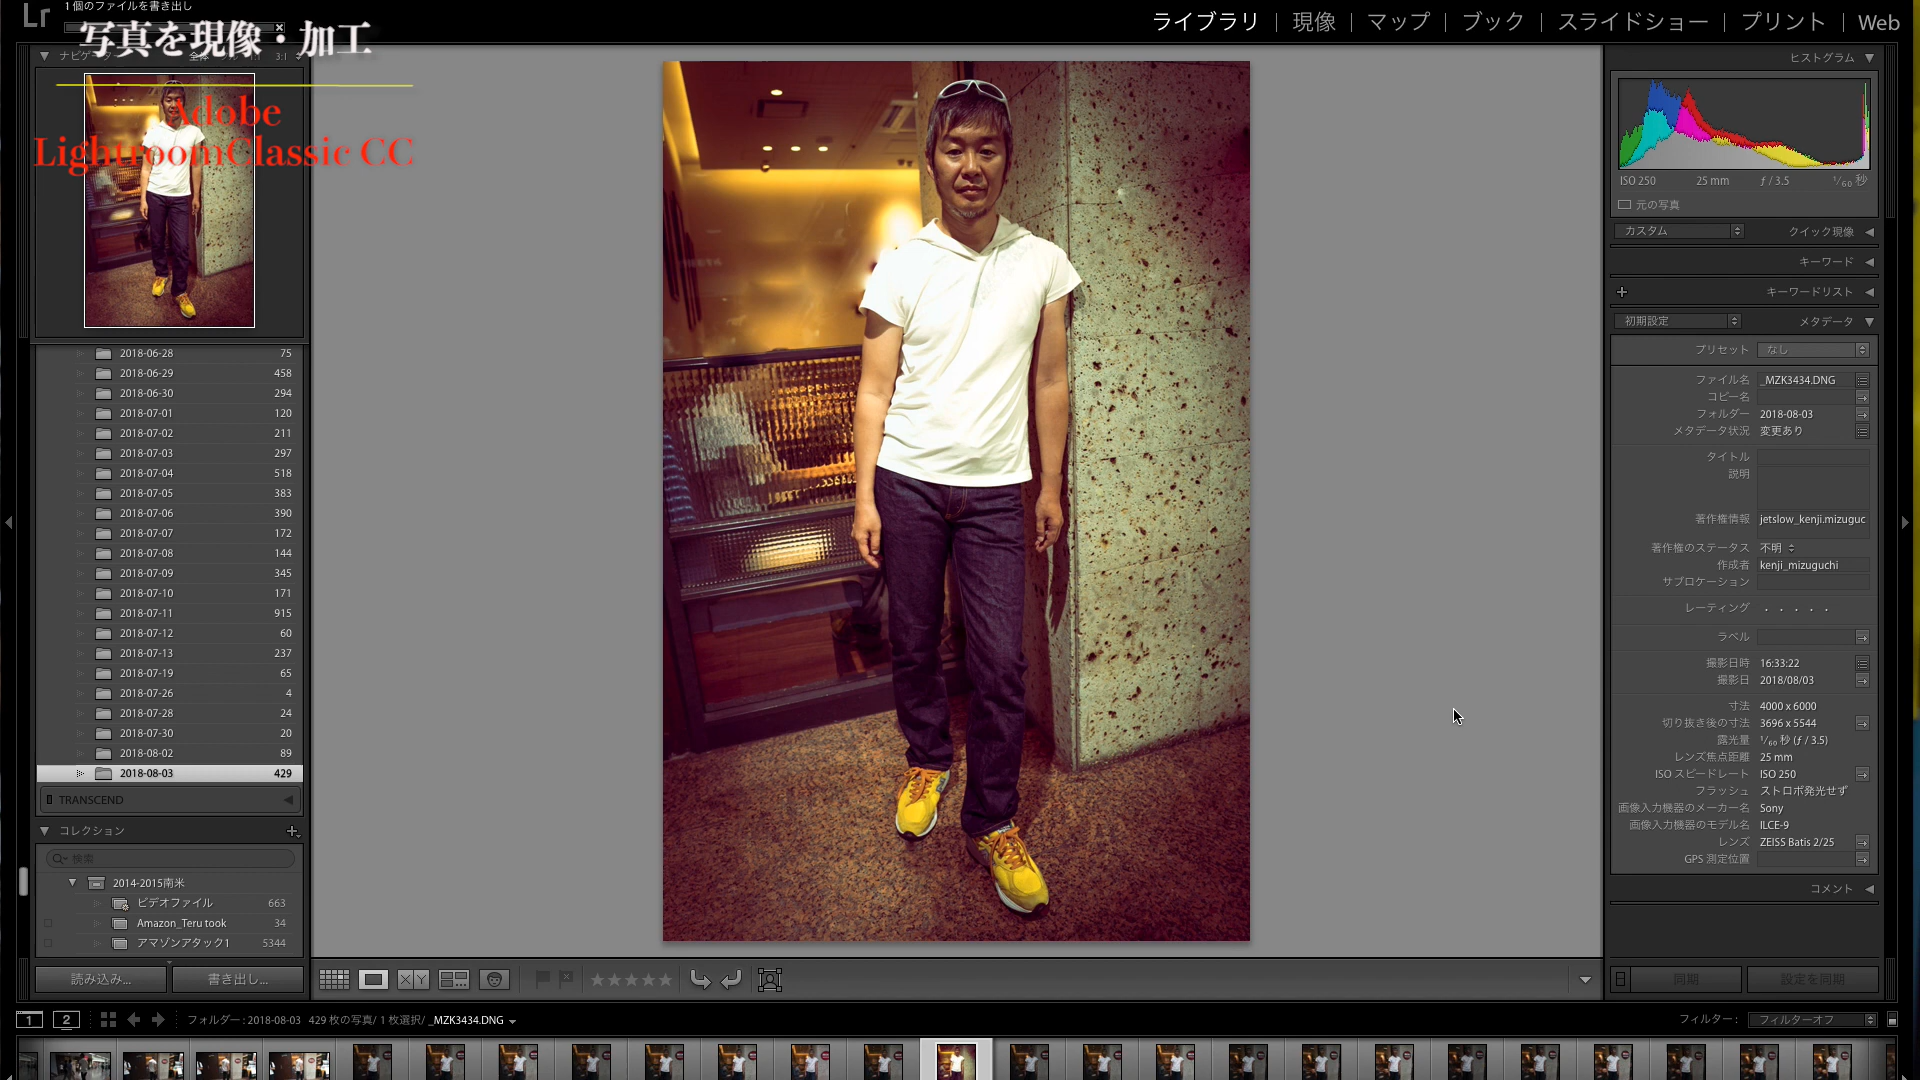 Lr
1個のファイルを書き出し
写真を現像・加工
Adobe
LightroomClassic CC
ライブラリ | 現像 | マップ | ブック | スライドショー | プリント | Web
全体
3:1
2018-06-28 75
2018-06-29 458
2018-06-30 294
2018-07-01 120
2018-07-02 211
2018-07-03 297
2018-07-04 518
2018-07-05 383
2018-07-06 390
2018-07-07 172
2018-07-08 144
2018-07-09 345
2018-07-10 171
2018-07-11 915
2018-07-12 60
2018-07-13 237
2018-07-19 65
2018-07-26 4
2018-07-28 24
2018-07-30 20
2018-08-02 89
2018-08-03 429
TRANSCEND
コレクション
検索
2014-2015南米
ビデオファイル 663
Amazon_Teru took 34
アマゾンアタック1 5344
読み込み... 書き出し...
ヒストグラム
ISO 250 25 mm ƒ / 3.5 1/60 秒
元の写真
カスタム クイック現像
キーワード
キーワードリスト
初期設定 メタデータ
プリセット なし
ファイル名 _MZK3434.DNG
コピー名
フォルダー 2018-08-03
メタデータ状況 変更あり
タイトル
説明
著作権情報 jetslow_kenji.mizuguc
著作権のステータス 不明
作成者 kenji_mizuguchi
サブロケーション
レーティング . . . . .
ラベル
撮影日時 16:33:22
撮影日 2018/08/03
寸法 4000 x 6000
切り抜き後の寸法 3696 x 5544
露光量 1/60 秒 (ƒ / 3.5)
レンズ焦点距離 25 mm
ISO スピードレート ISO 250
フラッシュ ストロボ発光せず
画像入力機器のメーカー名 Sony
画像入力機器のモデル名 ILCE-9
レンズ ZEISS Batis 2/25
GPS 測定位置
コメント
同期 設定を同期
X Y
1 2 フォルダー : 2018-08-03 429 枚の写真/ 1 枚選択/ _MZK3434.DNG
フィルター : フィルターオフ